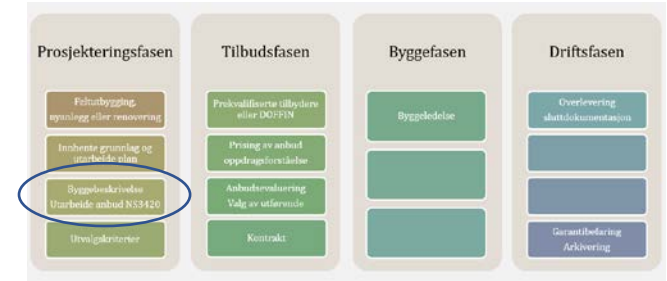 Prosjekteringsfasen
Feltutbygging,
nyanlegg eller renovering
Innhente grunnlag og
utarbeide plan
Byggebeskrivelse
Utarbeide anbud NS3420
Utvalgskriterier
Tilbudsfasen
Prekvalifiserte tilbydere
eller DOFFIN
Prising av anbud
oppdragsforståelse
Anbudsevaluering
Valg av utførende
Kontrakt
Byggefasen
Byggeledelse
Driftsfasen
Overlevering
sluttdokumentasjon
Garantibefaring
Arkivering